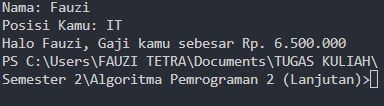 Nama: Fauzi
Posisi Kamu: IT
Halo Fauzi, Gaji kamu sebesar Rp. 6.500.000
PS C:\Users\FAUZI TETRA\Documents\TUGAS KULIAH\
Semester 2\Algoritma Pemrograman 2 (Lanjutan)>